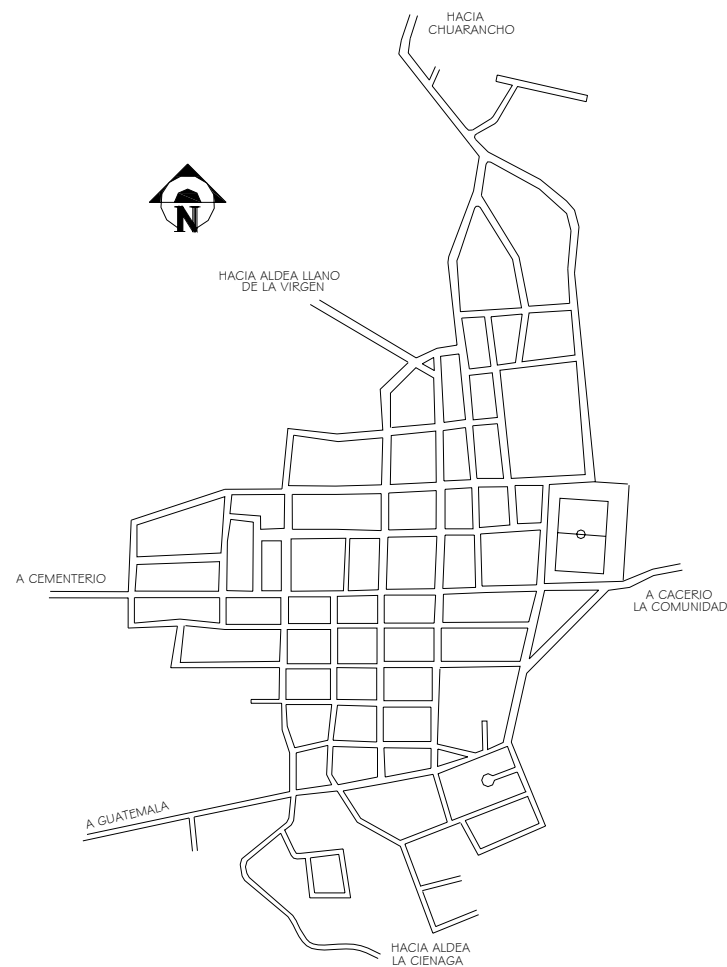 HACIA
CHUARANCHO
N
HACIA ALDEA LLANO
DE LA VIRGEN
A CEMENTERIO
A CACERIO
LA COMUNIDAD
A GUATEMALA
HACIA ALDEA
LA CIENAGA